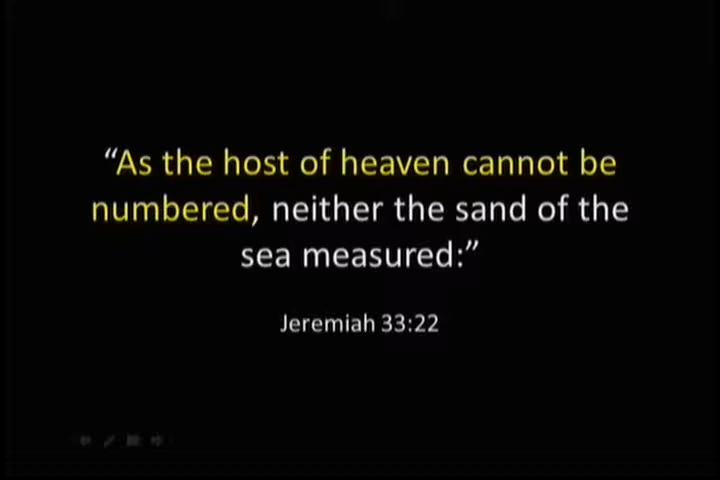 “As the host of heaven cannot be
numbered, neither the sand of the
sea measured:”
Jeremiah 33:22